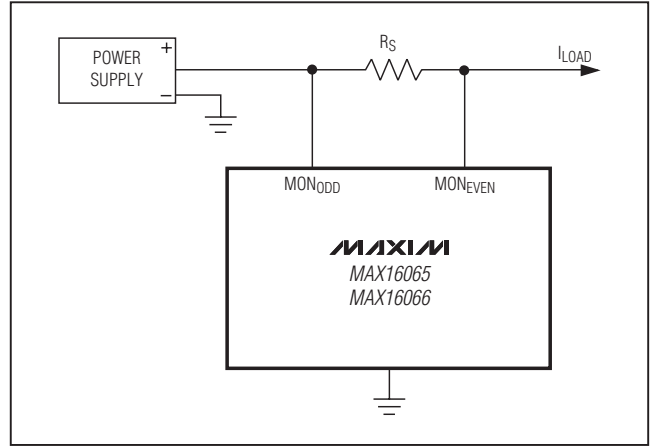 POWER
SUPPLY
+
−
RS
ILOAD
MONODD
MONEVEN
MAXIM
MAX16065
MAX16066